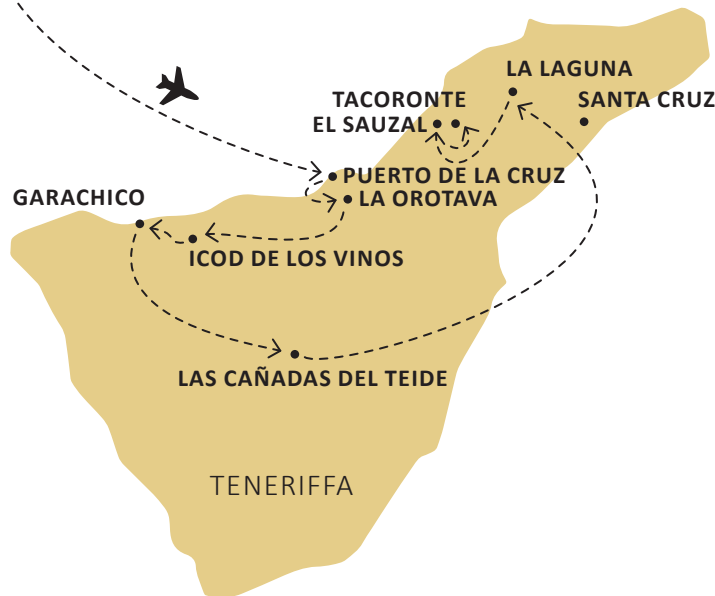 LA LAGUNA
TACORONTE
SANTA CRUZ
EL SAUZAL
PUERTO DE LA CRUZ
GARACHICO
LA OROTAVA
ICOD DE LOS VINOS
LAS CAÑADAS DEL TEIDE
TENERIFFA